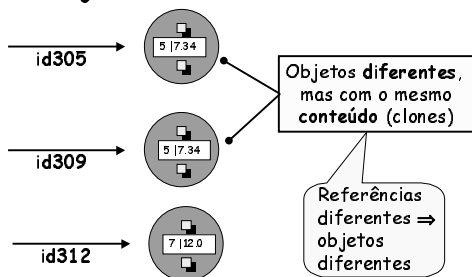 id305
5 |7.34
Objetos diferentes,
mas com o mesmo
conteúdo (clones)
id309
5 |7.34
Referências
diferentes ⇒
objetos
diferentes
id312
7 |12.0